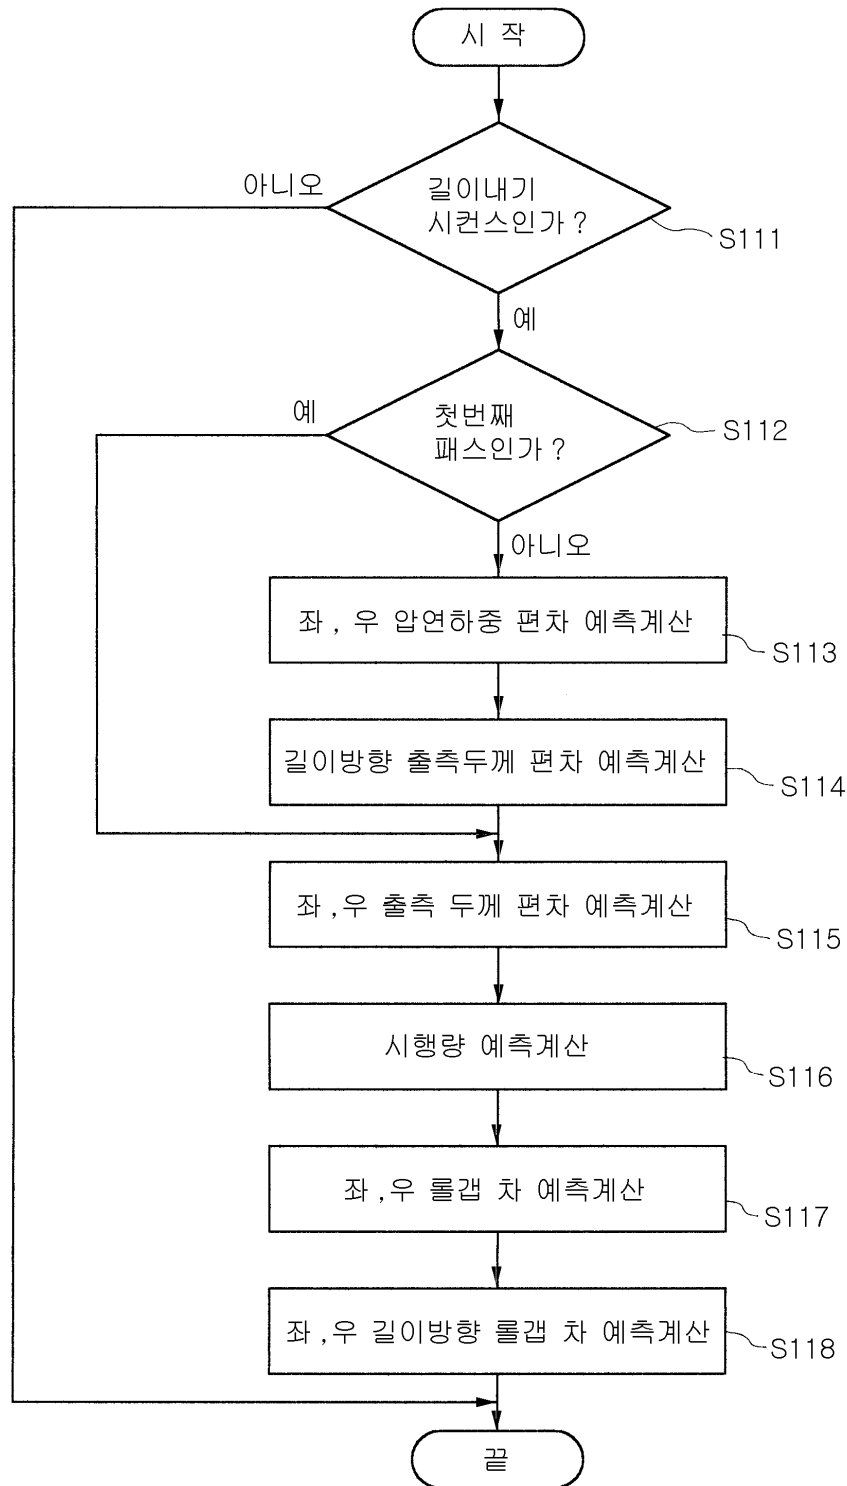 시 작
아니오
길이내기
시컨스인가 ?
S111
예
예
첫번째
패스인가 ?
S112
아니오
좌 , 우 압연하중 편차 예측계산
S113
길이방향 출측두께 편차 예측계산
S114
좌 ,우 출측 두께 편차 예측계산
S115
시행량 예측계산
S116
좌 ,우 롤갭 차 예측계산
S117
좌 ,우 길이방향 롤갭 차 예측계산
S118
끝